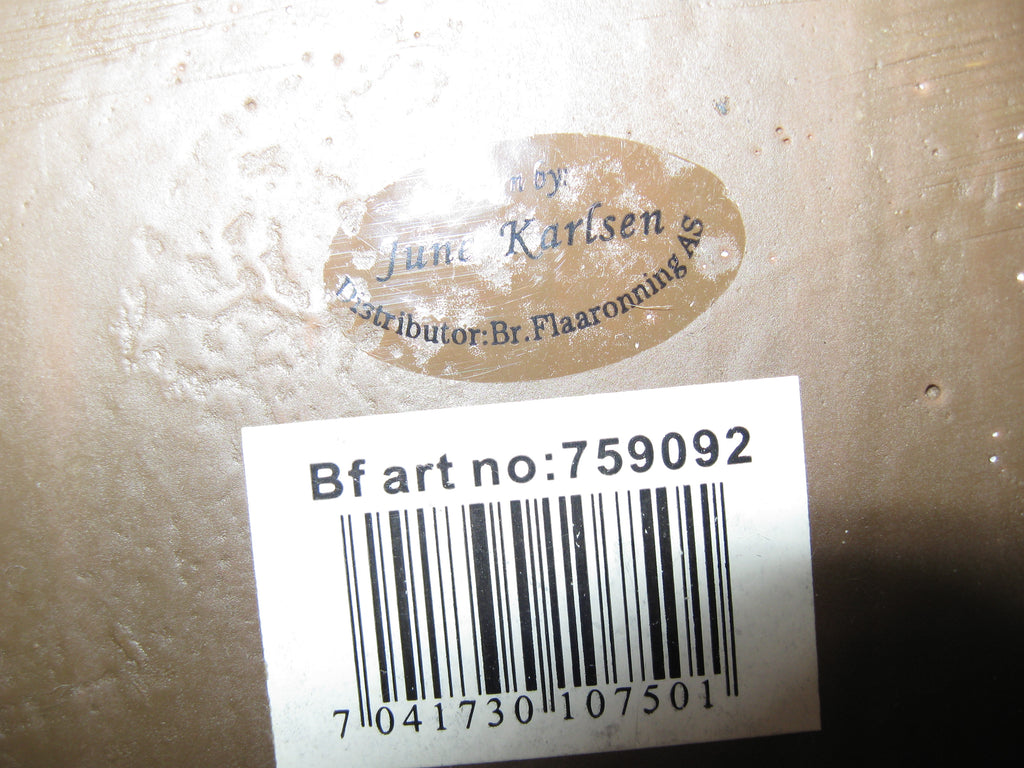 by:
June Karlsen
Distributor:Br.Flaaronning AS
Bf art no:759092
7 041730 107501